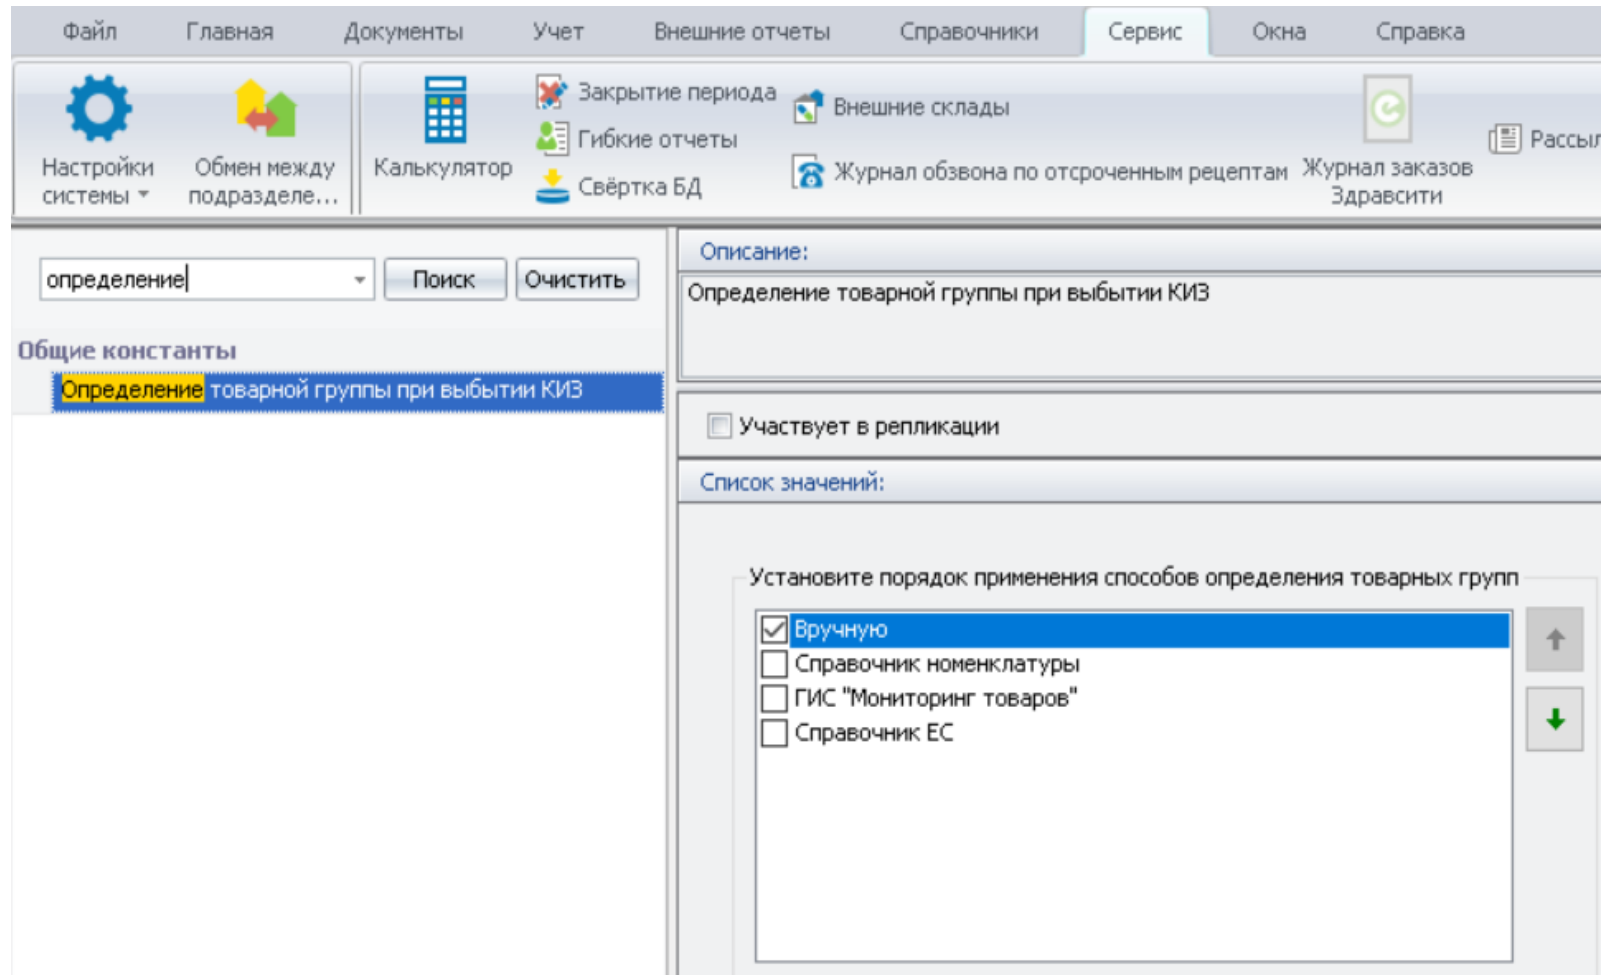 Файл Главная Документы Учет Внешние отчеты Справочники Сервис Окна Справка
Настройки системы
Обмен между подразделе...
Калькулятор
Закрытие периода
Гибкие отчеты
Свёртка БД
Внешние склады
Журнал обзвона по отсроченным рецептам
Журнал заказов
Здравсити
Рассыл
определение Поиск Очистить
Общие константы
Определение товарной группы при выбытии КИЗ
Описание:
Определение товарной группы при выбытии КИЗ
Участвует в репликации
Список значений:
Установите порядок применения способов определения товарных групп
Вручную
Справочник номенклатуры
ГИС "Мониторинг товаров"
Справочник ЕС